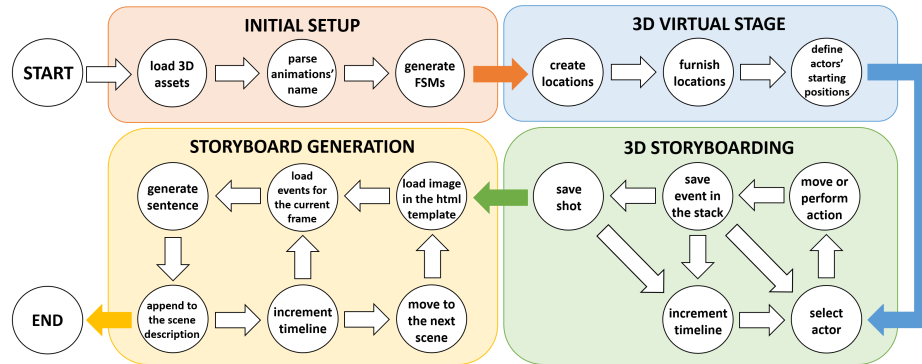 INITIAL SETUP
3D VIRTUAL STAGE
START
load 3D
assets
parse
animations'
name
generate
FSMs
create
locations
furnish
locations
define
actors'
starting
positions
STORYBOARD GENERATION
3D STORYBOARDING
generate
sentence
load
events for
the current
frame
load image
in the html
template
save
shot
save
event in
the stack
move or
perform
action
END
append to
the scene
description
increment
timeline
move to
the next
scene
increment
timeline
select
actor